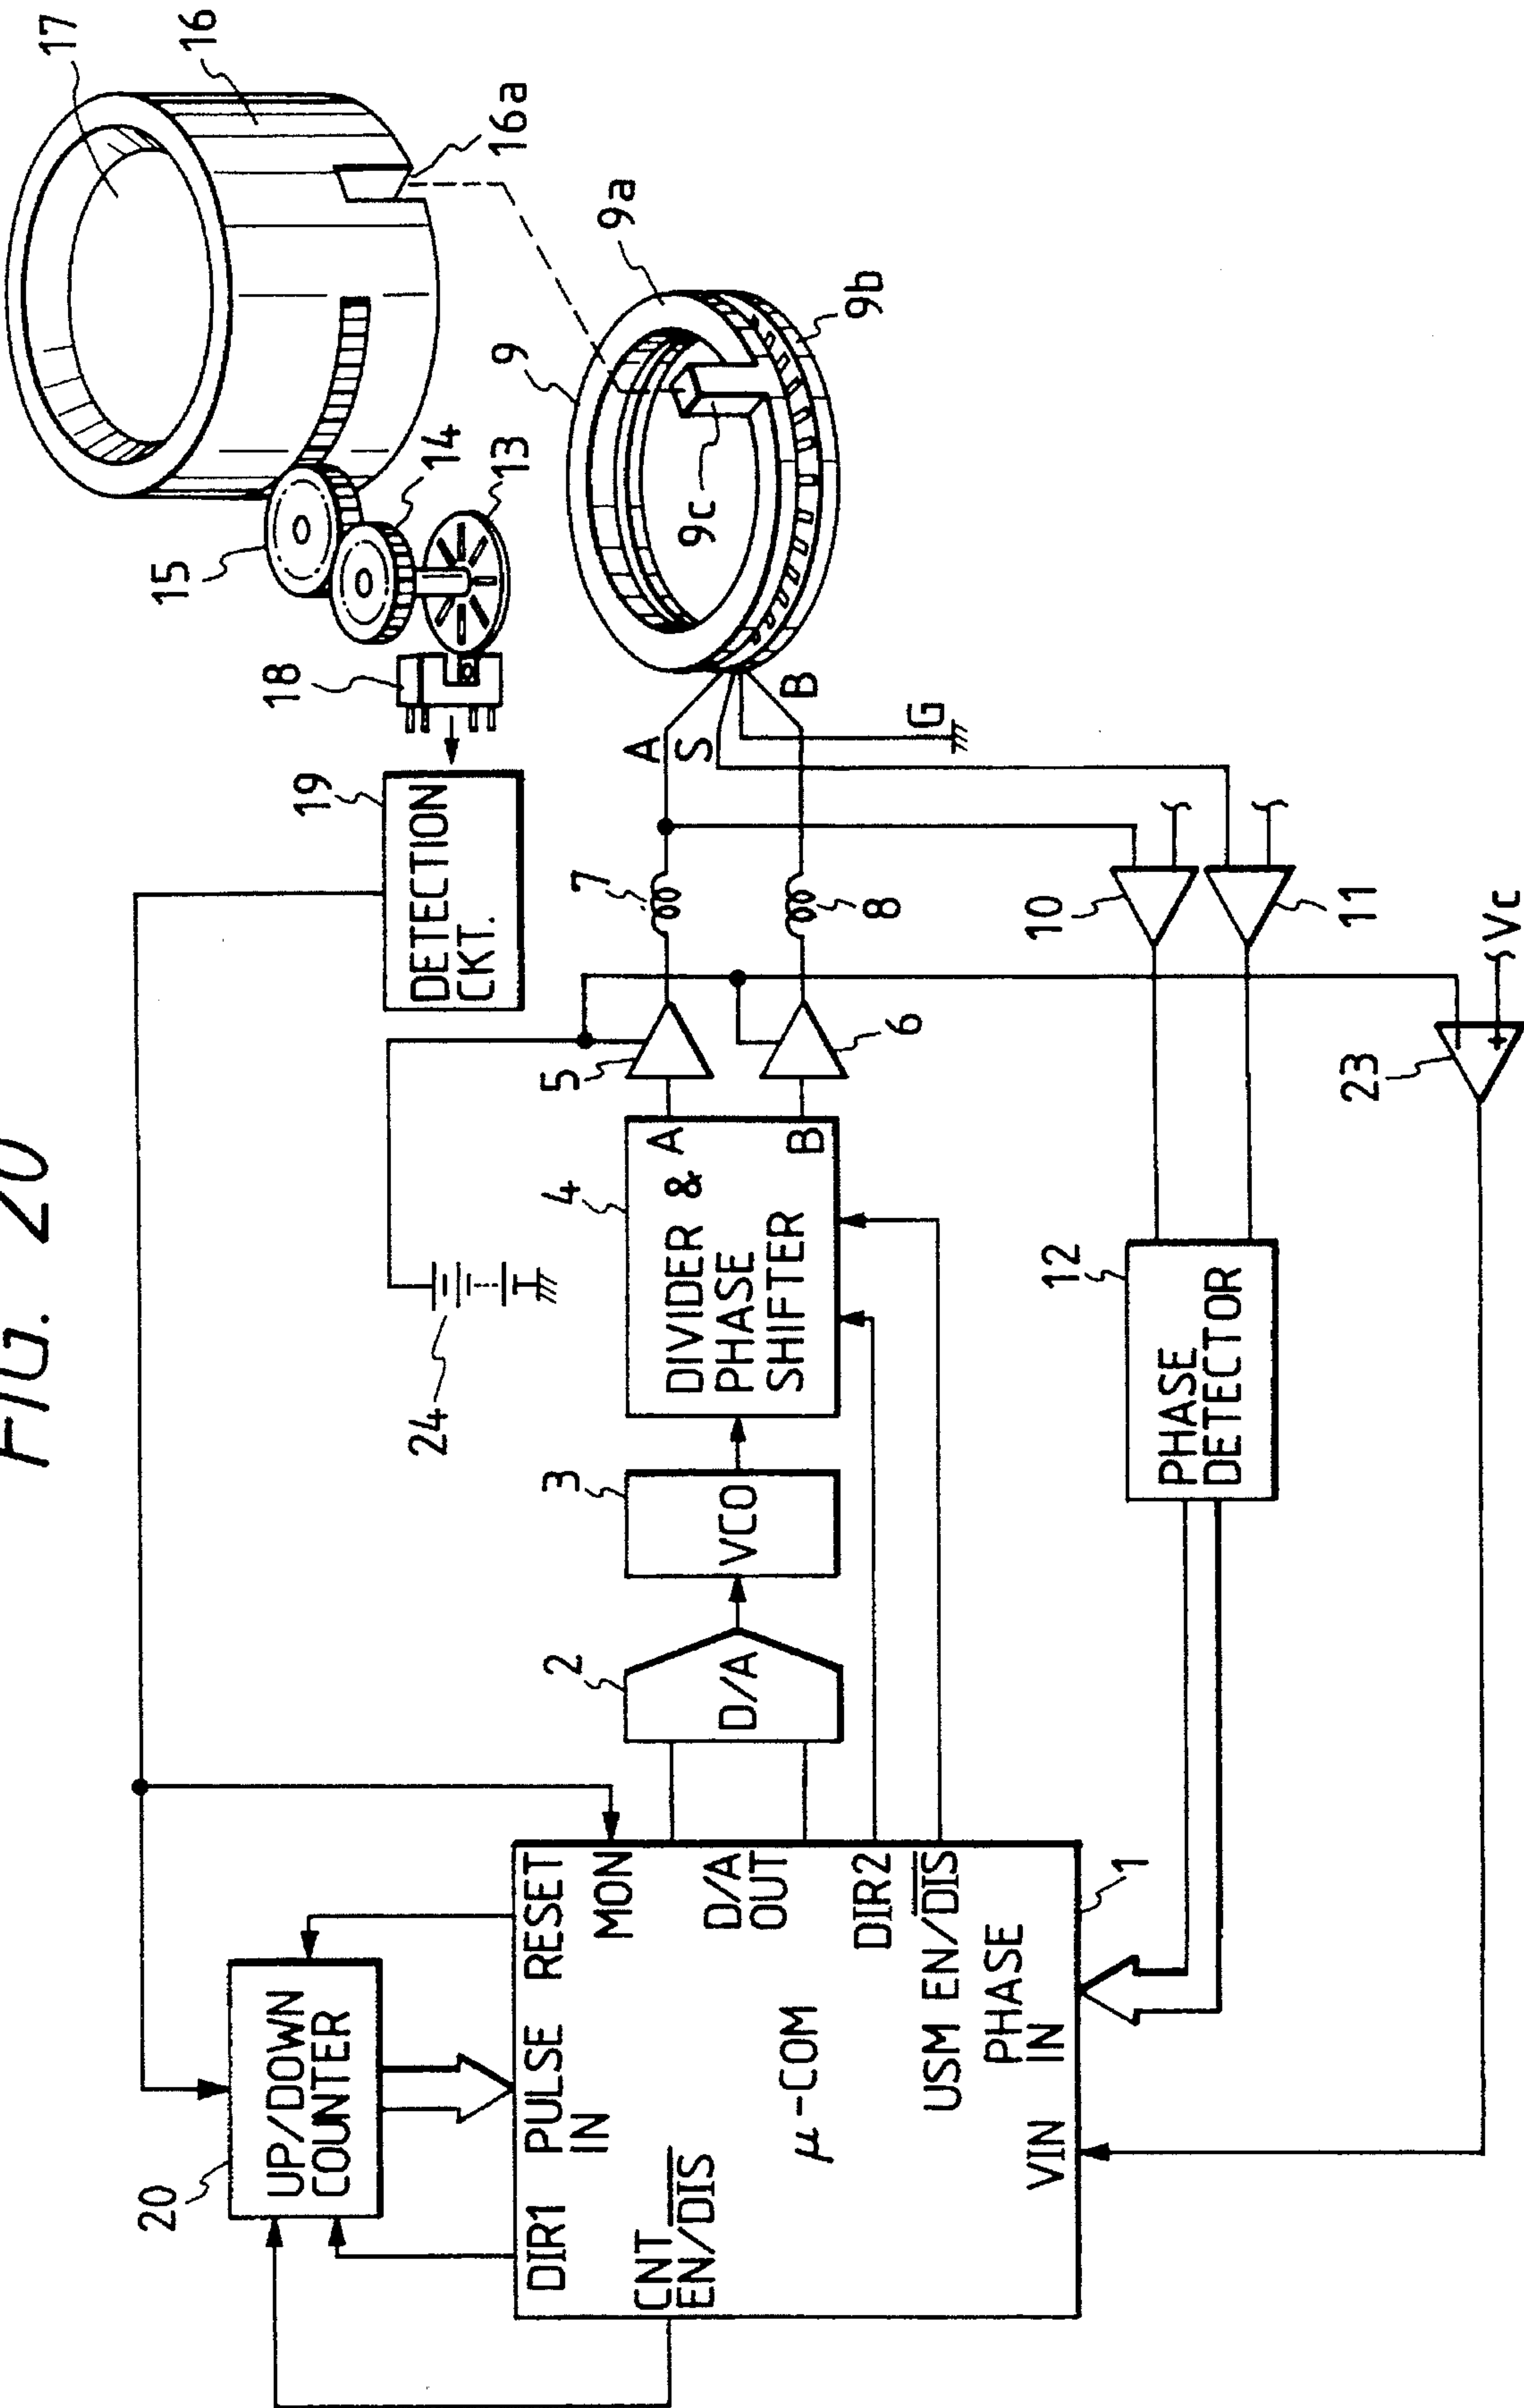 FIG. 20
17
16
16a
15
14
13
18
19
DETECTION
CKT.
9
9a
9b
9c
A
S
B
G
7
8
5
6
10
11
Vc
−
+
23
24
4
DIVIDER &
PHASE
SHIFTER
A
B
3
VCO
2
D/A
12
PHASE
DETECTOR
20
UP/DOWN
COUNTER
DIR1
PULSE
IN
RESET
MON
CNT
EN/D̅I̅S̅
D/A
OUT
DIR2
USM EN/D̅I̅S̅
PHASE
IN
VIN
μ-COM
1